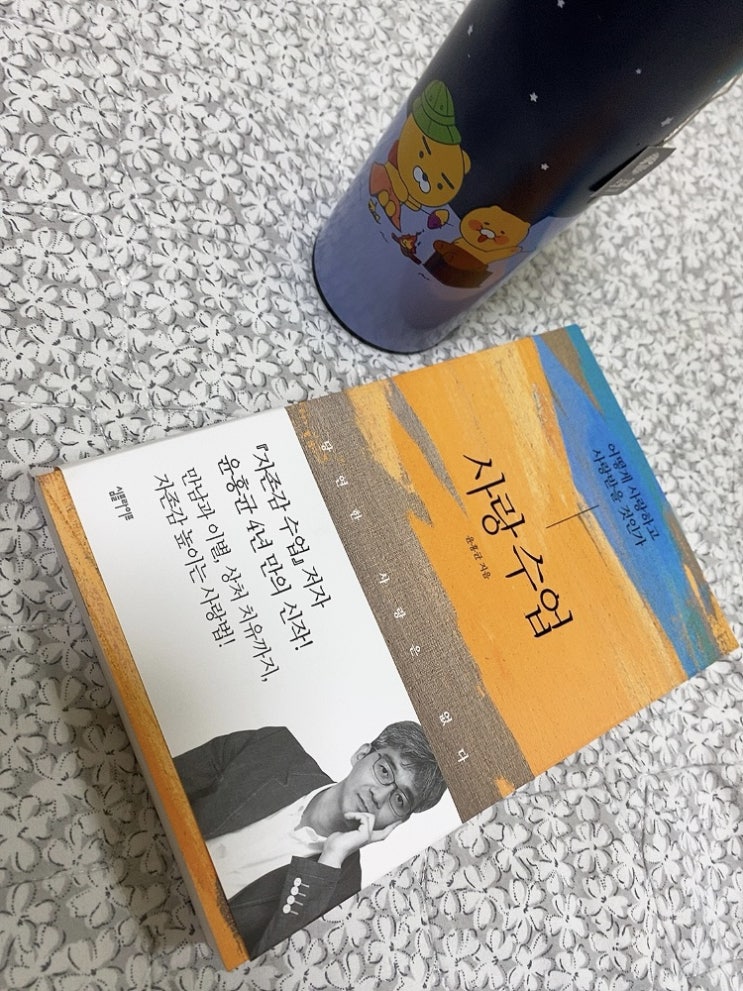 어떻게 사랑하고
사랑받을 것인가
사랑 수업
윤홍균 지음
당연한 사랑은 없다
『자존감 수업』 저자
윤홍균 4년 만의 신작!
만남과 이별, 상처 치유까지,
자존감 높이는 사랑법!
심플라이프